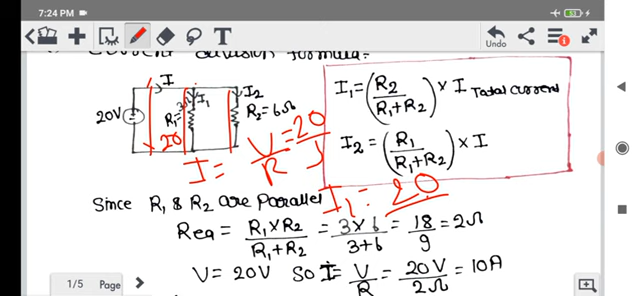 7:24 PM
Undo
Current division formula:-
I
I₁
I₂
20V
R₁=3Ω
R₂=6Ω
20
I₁=(R₂/(R₁+R₂))×I Total current
I₂=(R₁/(R₁+R₂))×I
I=V/R=20/
I₁=20
Since R₁ & R₂ are parallel
Req=(R₁×R₂)/(R₁+R₂)=(3×6)/(3+6)=18/9=2Ω
V=20V So I=V/R=20V/2Ω=10A
1/5 Page